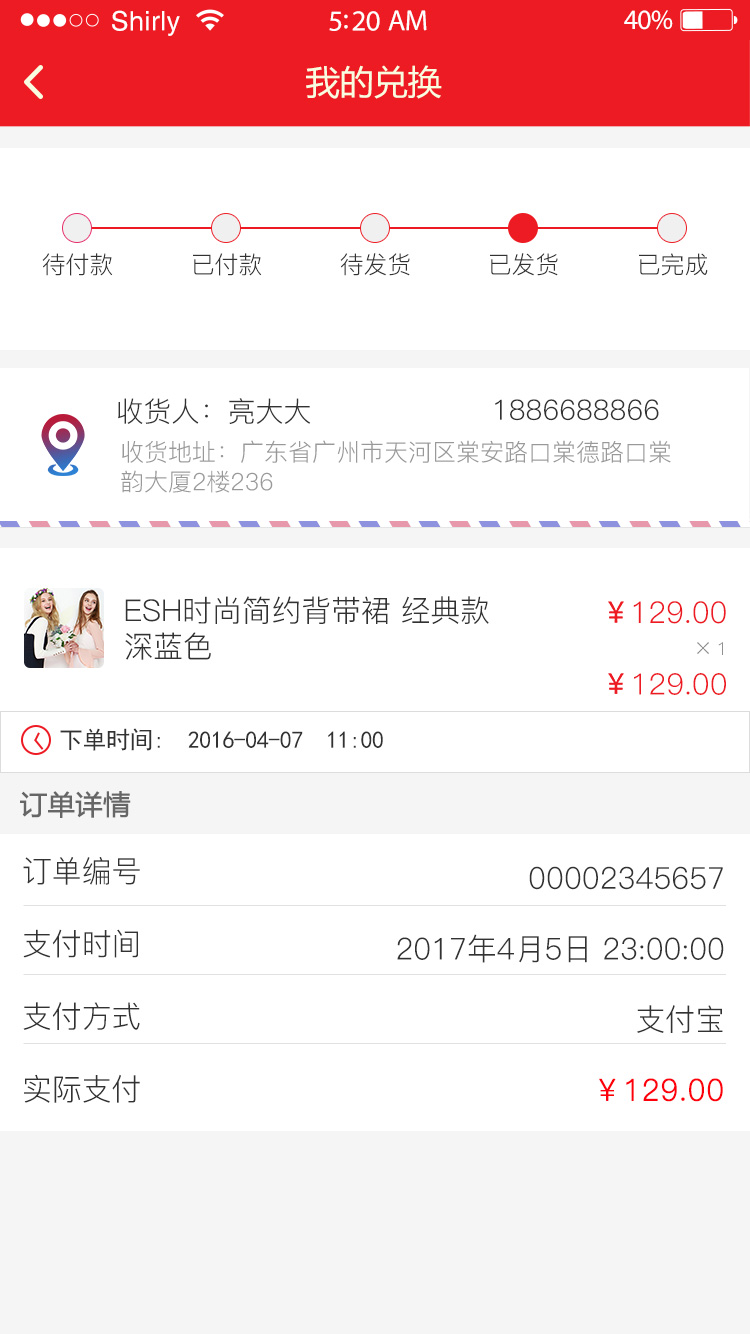 Shirly 5:20 AM 40%
我的兑换
待付款 已付款 待发货 已发货 已完成
收货人：亮大大 1886688866
收货地址：广东省广州市天河区棠安路口棠德路口棠
韵大厦2楼236
ESH时尚简约背带裙 经典款 ¥129.00
深蓝色 ×1
¥129.00
下单时间： 2016-04-07 11:00
订单详情
订单编号 00002345657
支付时间 2017年4月5日 23:00:00
支付方式 支付宝
实际支付 ¥129.00